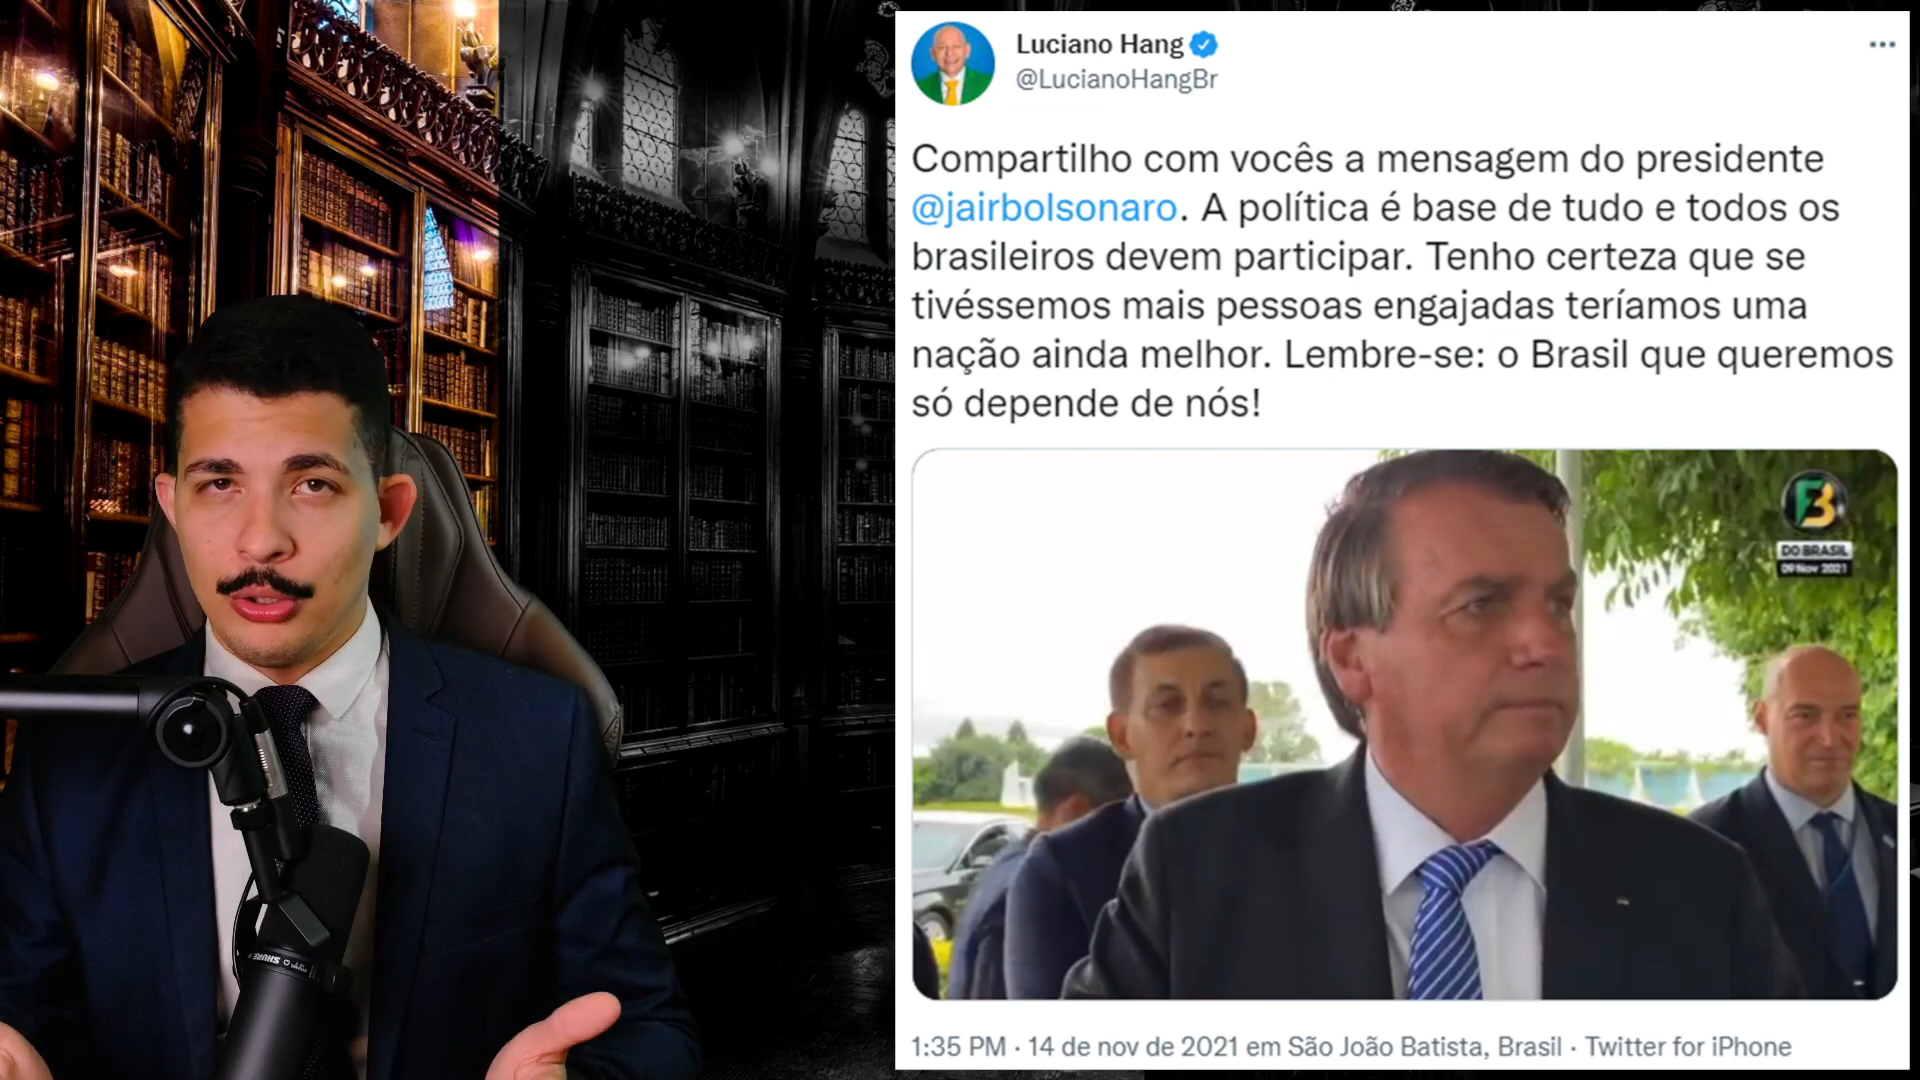 Luciano Hang
@LucianoHangBr
Compartilho com vocês a mensagem do presidente
@jairbolsonaro. A política é base de tudo e todos os
brasileiros devem participar. Tenho certeza que se
tivéssemos mais pessoas engajadas teríamos uma
nação ainda melhor. Lembre-se: o Brasil que queremos
só depende de nós!
DO BRASIL
09 Nov 2021
1:35 PM · 14 de nov de 2021 em São João Batista, Brasil · Twitter for iPhone
SHURE